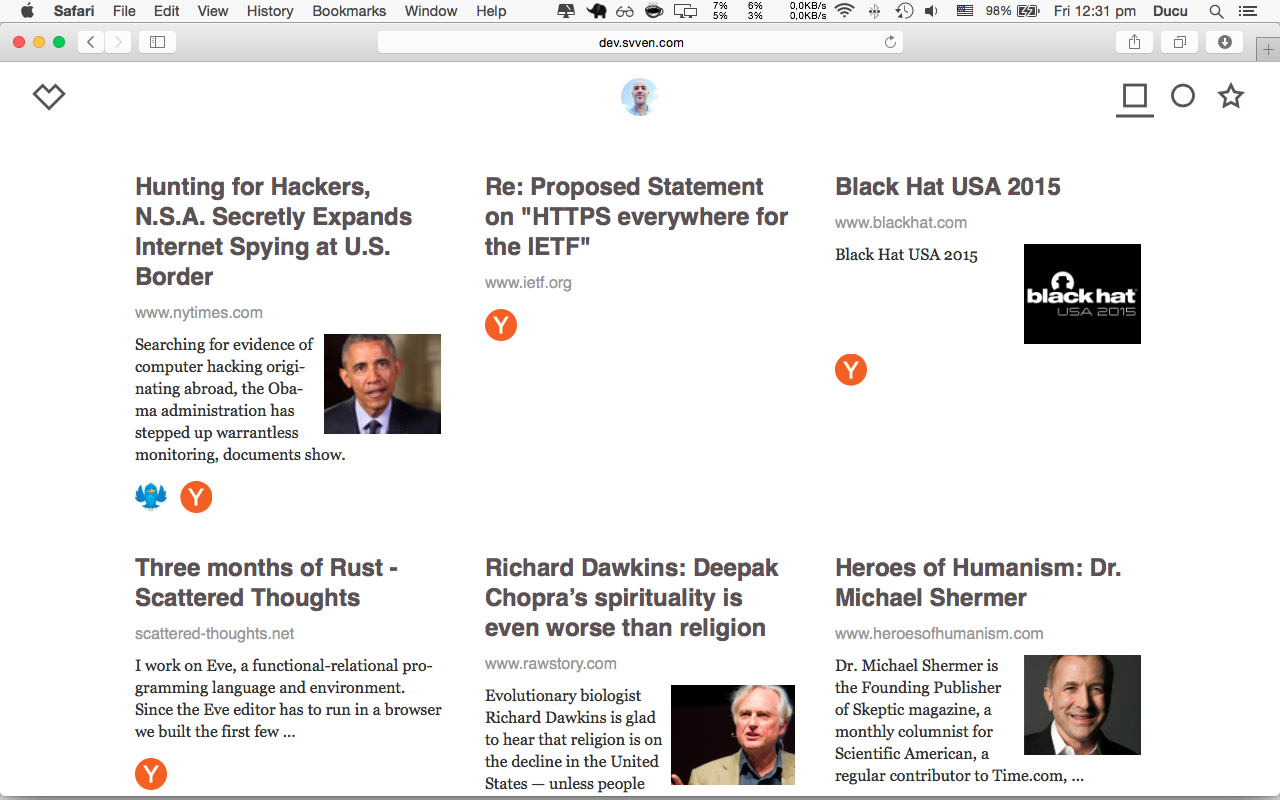 Safari File Edit View History Bookmarks Window Help 7% 5% 6% 3% 0,0KB/s 0,0KB/s 98% Fri 12:31 pm Ducu
dev.svven.com
Hunting for Hackers,
N.S.A. Secretly Expands
Internet Spying at U.S.
Border
www.nytimes.com
Searching for evidence of
computer hacking origi-
nating abroad, the Oba-
ma administration has
stepped up warrantless
monitoring, documents show.
Y
Re: Proposed Statement
on "HTTPS everywhere for
the IETF"
www.ietf.org
Y
Black Hat USA 2015
www.blackhat.com
Black Hat USA 2015
black hat
USA 2015
Y
Three months of Rust -
Scattered Thoughts
scattered-thoughts.net
I work on Eve, a functional-relational pro-
gramming language and environment.
Since the Eve editor has to run in a browser
we built the first few ...
Y
Richard Dawkins: Deepak
Chopra’s spirituality is
even worse than religion
www.rawstory.com
Evolutionary biologist
Richard Dawkins is glad
to hear that religion is on
the decline in the United
States — unless people
Heroes of Humanism: Dr.
Michael Shermer
www.heroesofhumanism.com
Dr. Michael Shermer is
the Founding Publisher
of Skeptic magazine, a
monthly columnist for
Scientific American, a
regular contributor to Time.com, ...